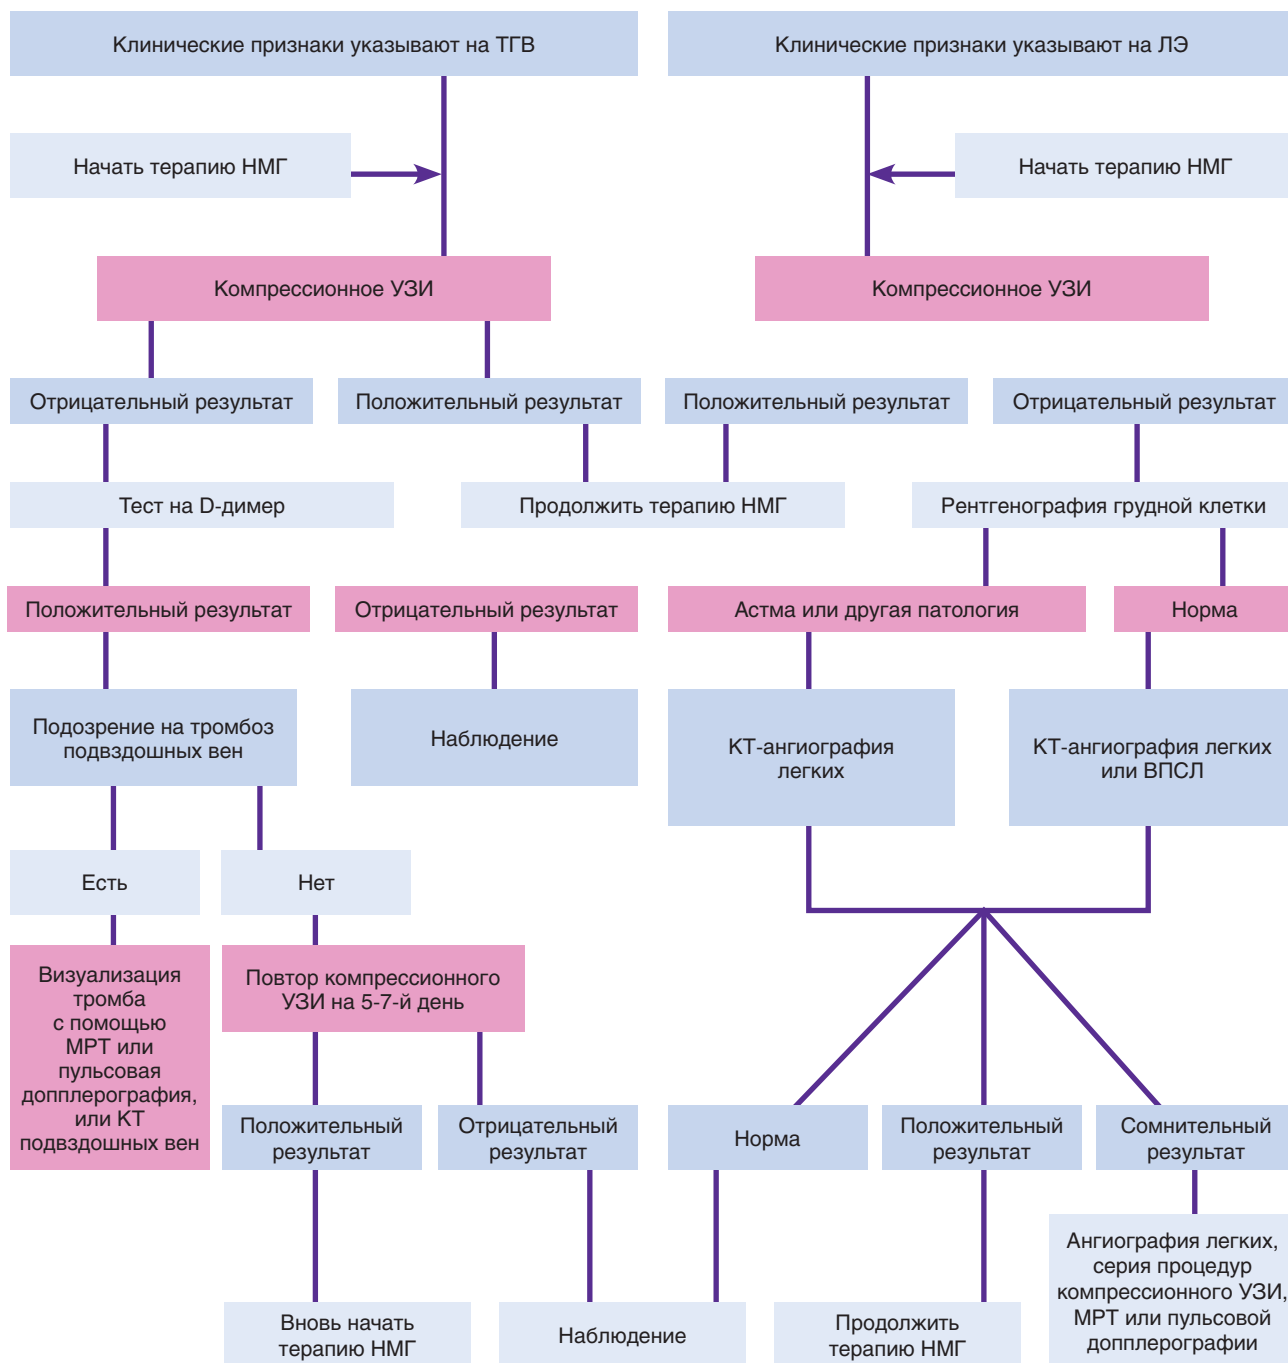 Клинические признаки указывают на ТГВ
Клинические признаки указывают на ЛЭ
Начать терапию НМГ
Начать терапию НМГ
Компрессионное УЗИ
Компрессионное УЗИ
Отрицательный результат
Положительный результат
Положительный результат
Отрицательный результат
Тест на D-димер
Продолжить терапию НМГ
Рентгенография грудной клетки
Положительный результат
Отрицательный результат
Астма или другая патология
Норма
Подозрение на тромбоз
подвздошных вен
Наблюдение
КТ-ангиография
легких
КТ-ангиография легких
или ВПСЛ
Есть
Нет
Визуализация
тромба
с помощью
МРТ или
пульсовая
допплерография,
или КТ
подвздошных вен
Повтор компрессионного
УЗИ на 5-7-й день
Положительный
результат
Отрицательный
результат
Норма
Положительный
результат
Сомнительный
результат
Вновь начать
терапию НМГ
Наблюдение
Продолжить
терапию НМГ
Ангиография легких,
серия процедур
компрессионного УЗИ,
МРТ или пульсовой
допплерографии